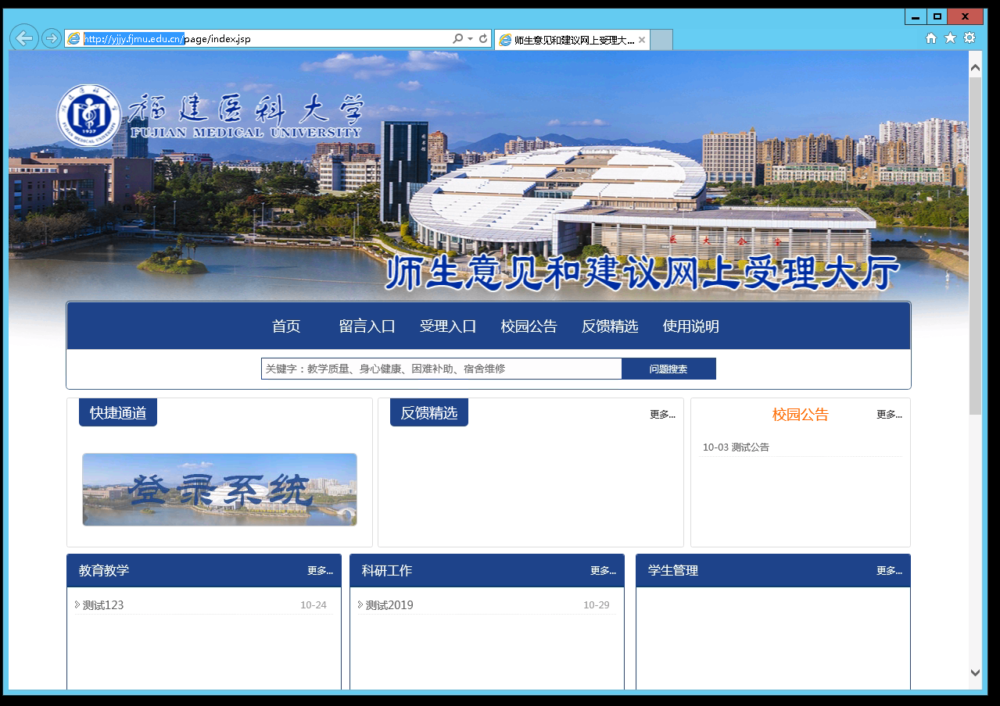 http://yjjy.fjmu.edu.cn/page/index.jsp
师生意见和建议网上受理大...
福建医科大学
FUJIAN MEDICAL UNIVERSITY
图书馆
师生意见和建议网上受理大厅
首页 留言入口 受理入口 校园公告 反馈精选 使用说明
关键字：教学质量、身心健康、困难补助、宿舍维修 问题搜索
快捷通道
登录系统
反馈精选 更多...
校园公告 更多...
10-03 测试公告
教育教学 更多...
测试123 10-24
科研工作 更多...
测试2019 10-29
学生管理 更多...